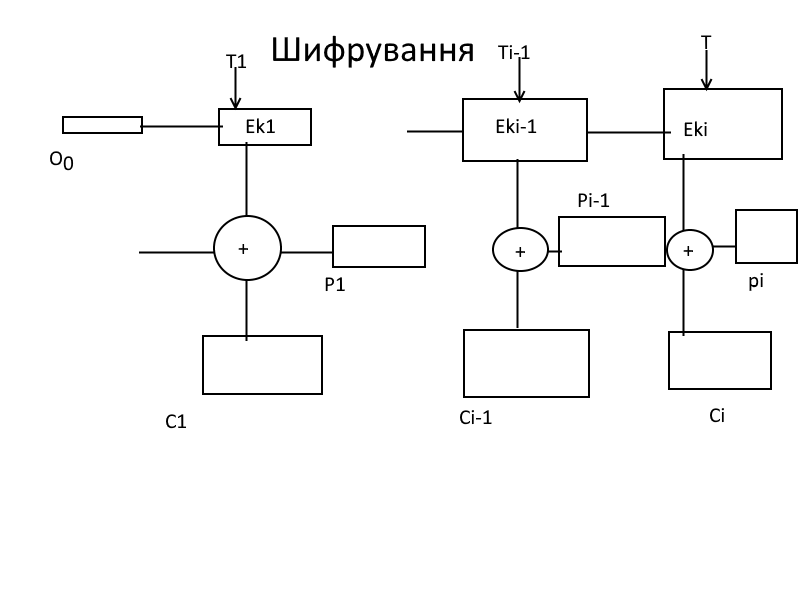 Шифрування
T1
Ti-1
T
Ek1
Eki-1
Eki
O0
+
+
+
P1
Pi-1
pi
C1
Ci-1
Ci